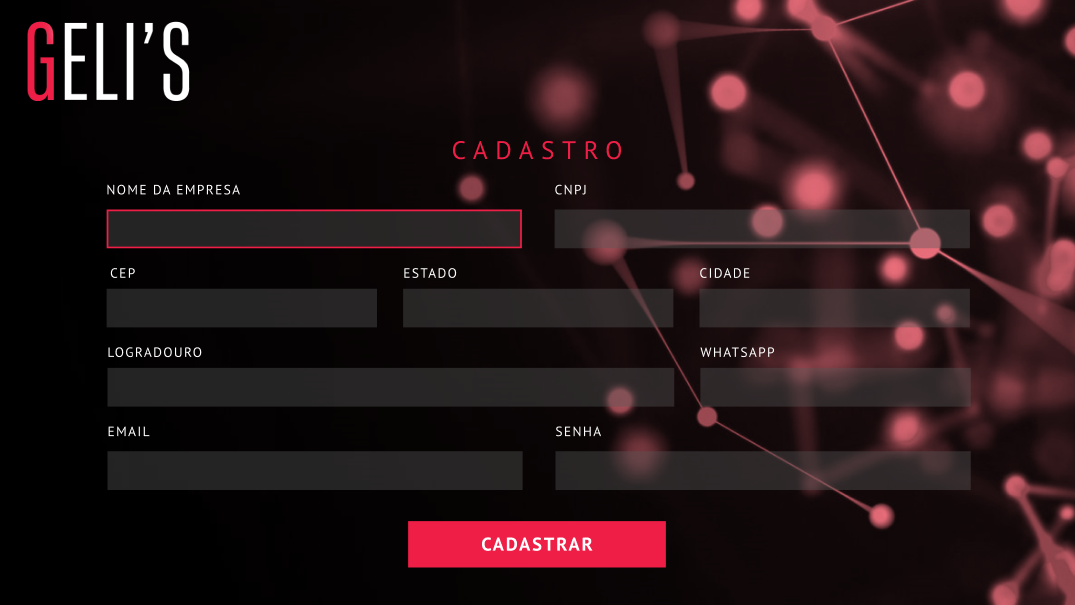 GELI'S
CADASTRO
NOME DA EMPRESA CNPJ
CEP ESTADO CIDADE
LOGRADOURO WHATSAPP
EMAIL SENHA
CADASTRAR